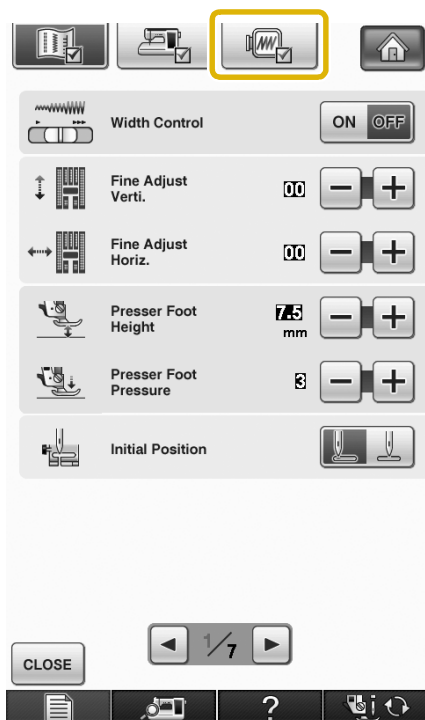 Width Control
ON OFF
Fine Adjust
Verti.
00
Fine Adjust
Horiz.
00
Presser Foot
Height
7.5
mm
Presser Foot
Pressure
3
Initial Position
1/7
CLOSE
?